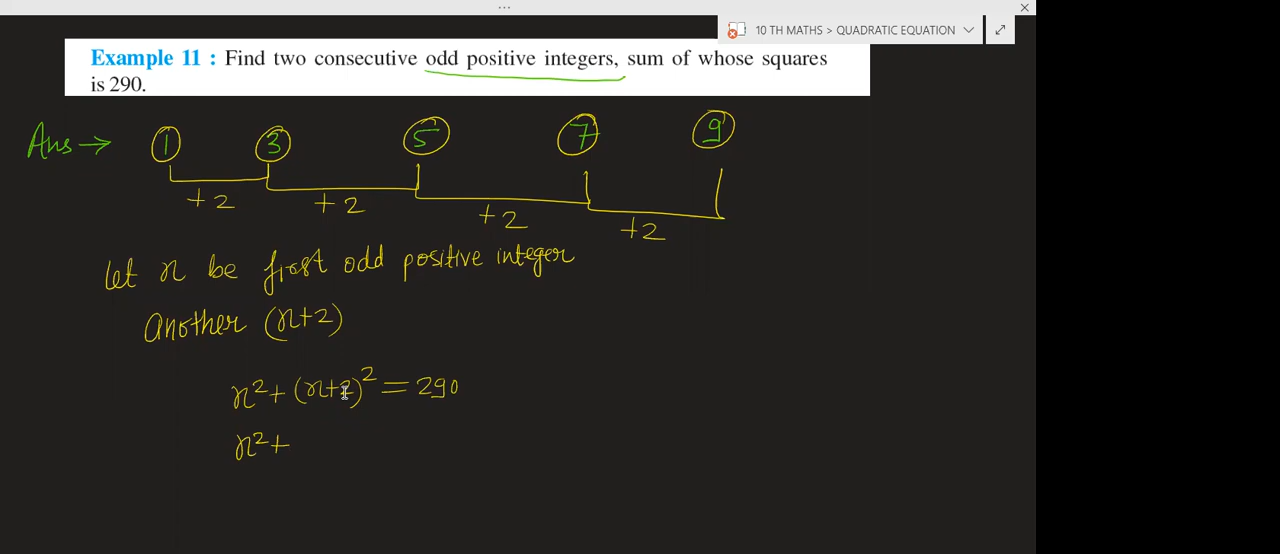 10 TH MATHS > QUADRATIC EQUATION
Example 11 : Find two consecutive odd positive integers, sum of whose squares
is 290.
Ans → 1 3 5 7 9
+2 +2 +2 +2
let x be first odd positive integer
Another (x+2)
x²+(x+2)²=290
x²+